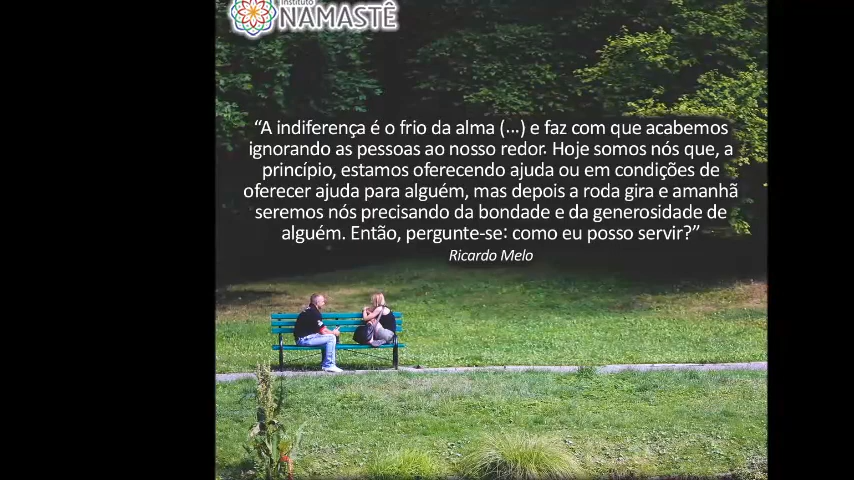 Instituto
NAMASTÊ
“A indiferença é o frio da alma (...) e faz com que acabemos
ignorando as pessoas ao nosso redor. Hoje somos nós que, a
princípio, estamos oferecendo ajuda ou em condições de
oferecer ajuda para alguém, mas depois a roda gira e amanhã
seremos nós precisando da bondade e da generosidade de
alguém. Então, pergunte-se: como eu posso servir?”
Ricardo Melo